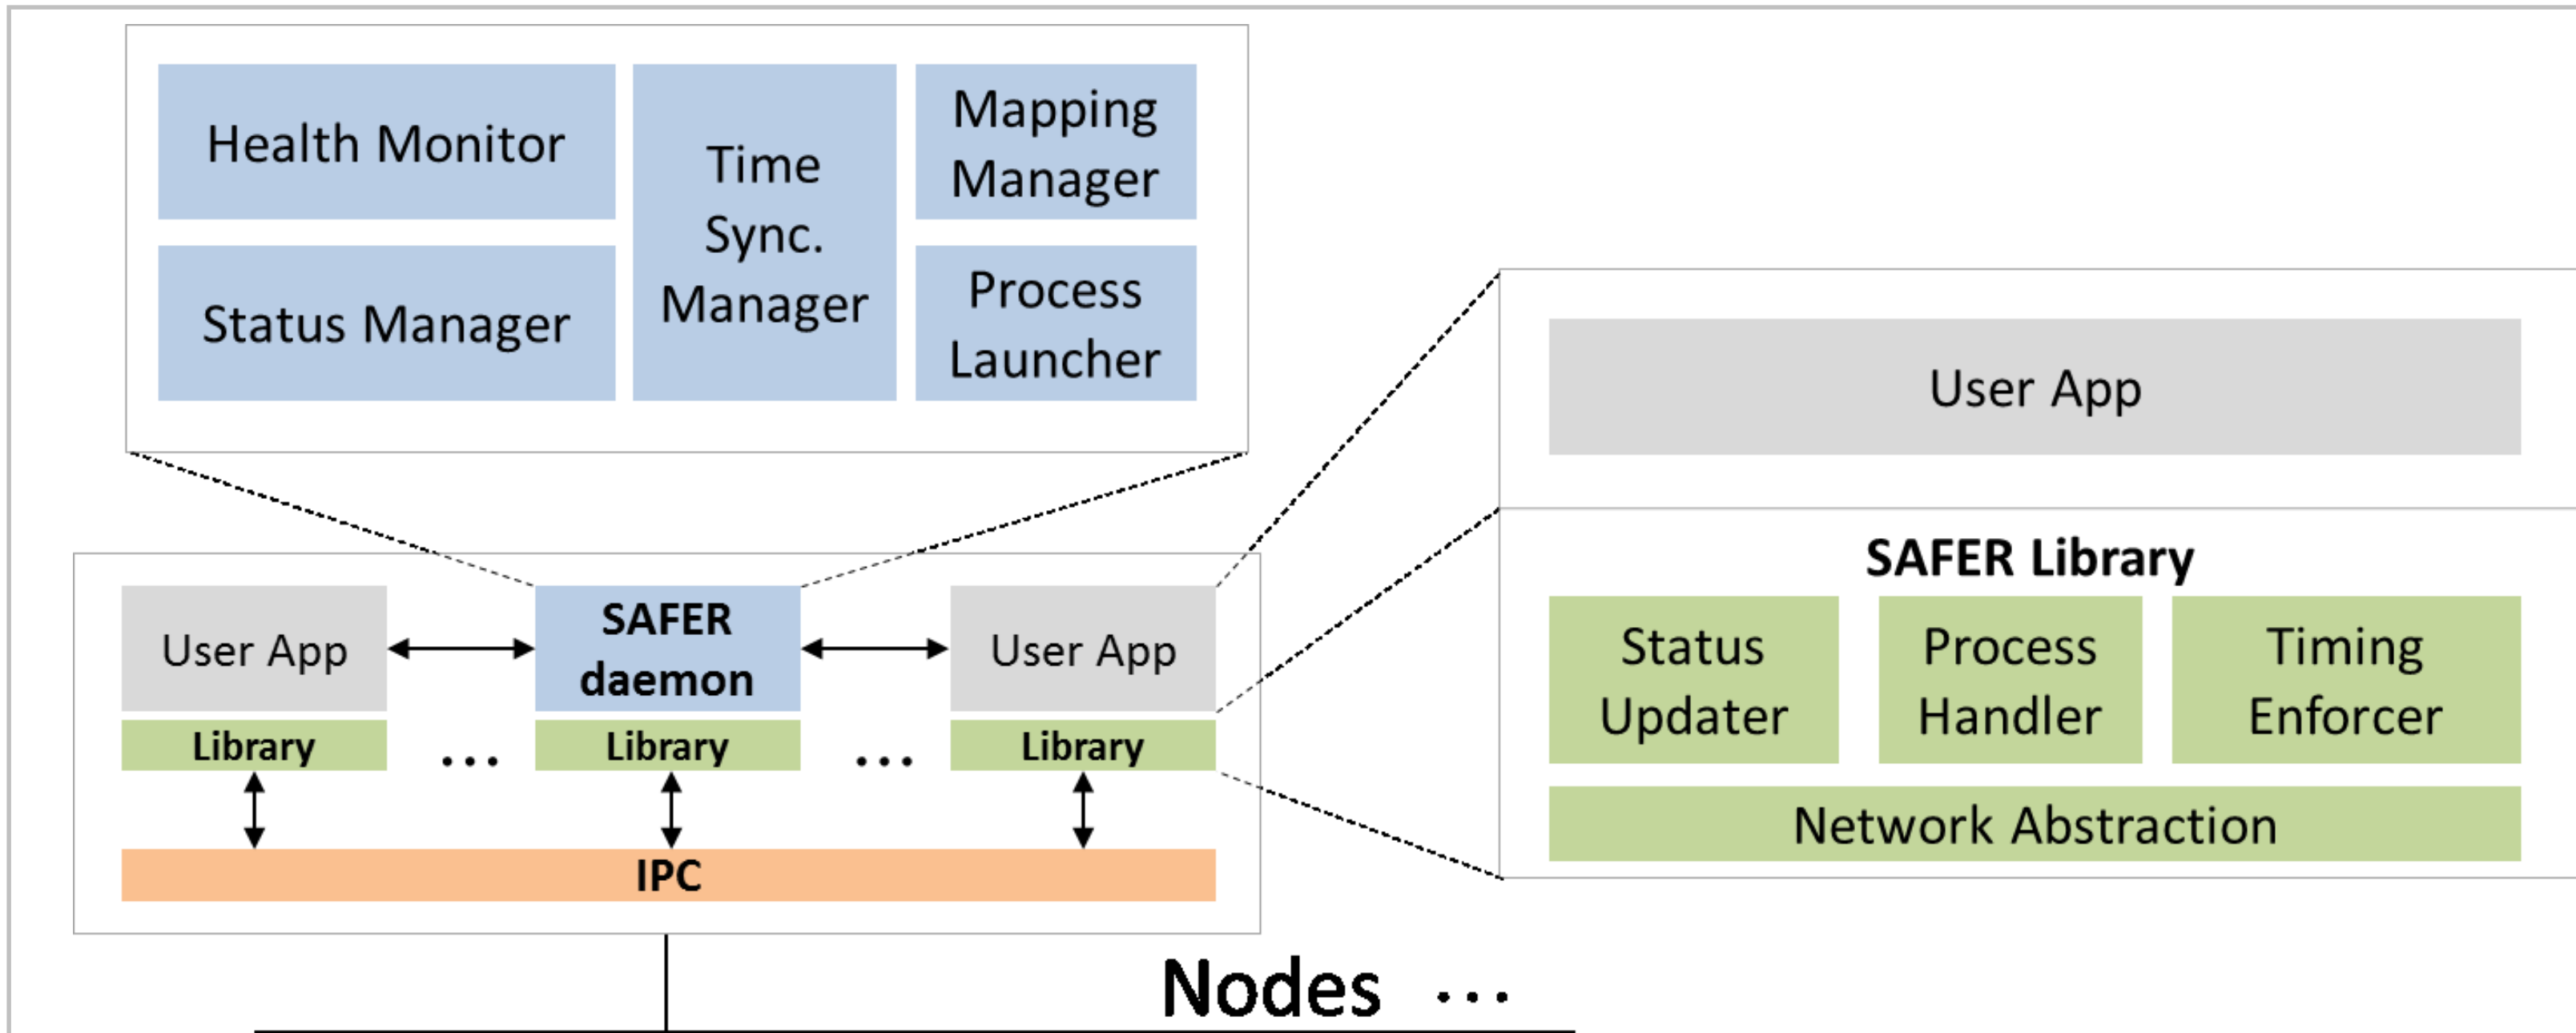 Health Monitor
Status Manager
Time
Sync.
Manager
Mapping
Manager
Process
Launcher
User App
SAFER
daemon
User App
Library
...
Library
...
Library
IPC
User App
SAFER Library
Status
Updater
Process
Handler
Timing
Enforcer
Network Abstraction
Nodes ...